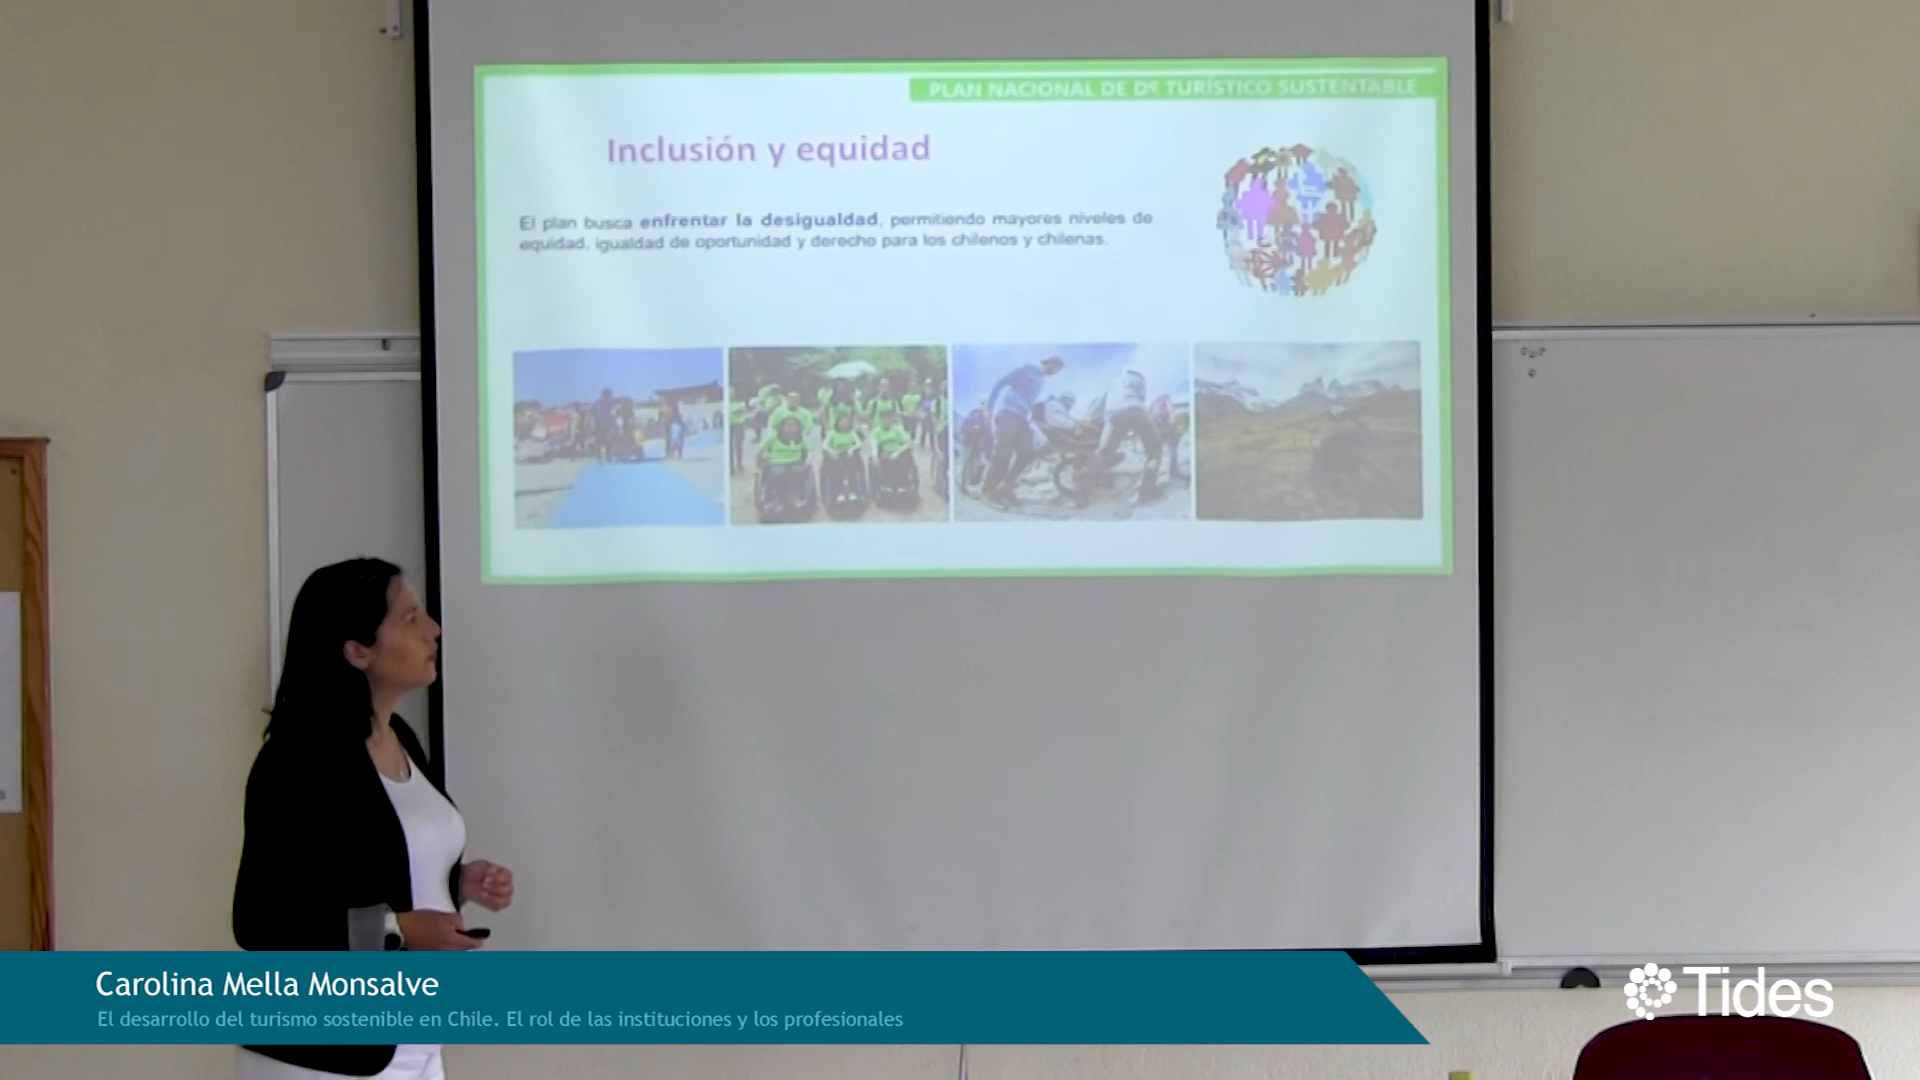 PLAN NACIONAL DE Dº TURÍSTICO SUSTENTABLE
Inclusión y equidad
El plan busca enfrentar la desigualdad, permitiendo mayores niveles de
equidad, igualdad de oportunidad y derecho para los chilenos y chilenas.
Carolina Mella Monsalve
El desarrollo del turismo sostenible en Chile. El rol de las instituciones y los profesionales
Tides